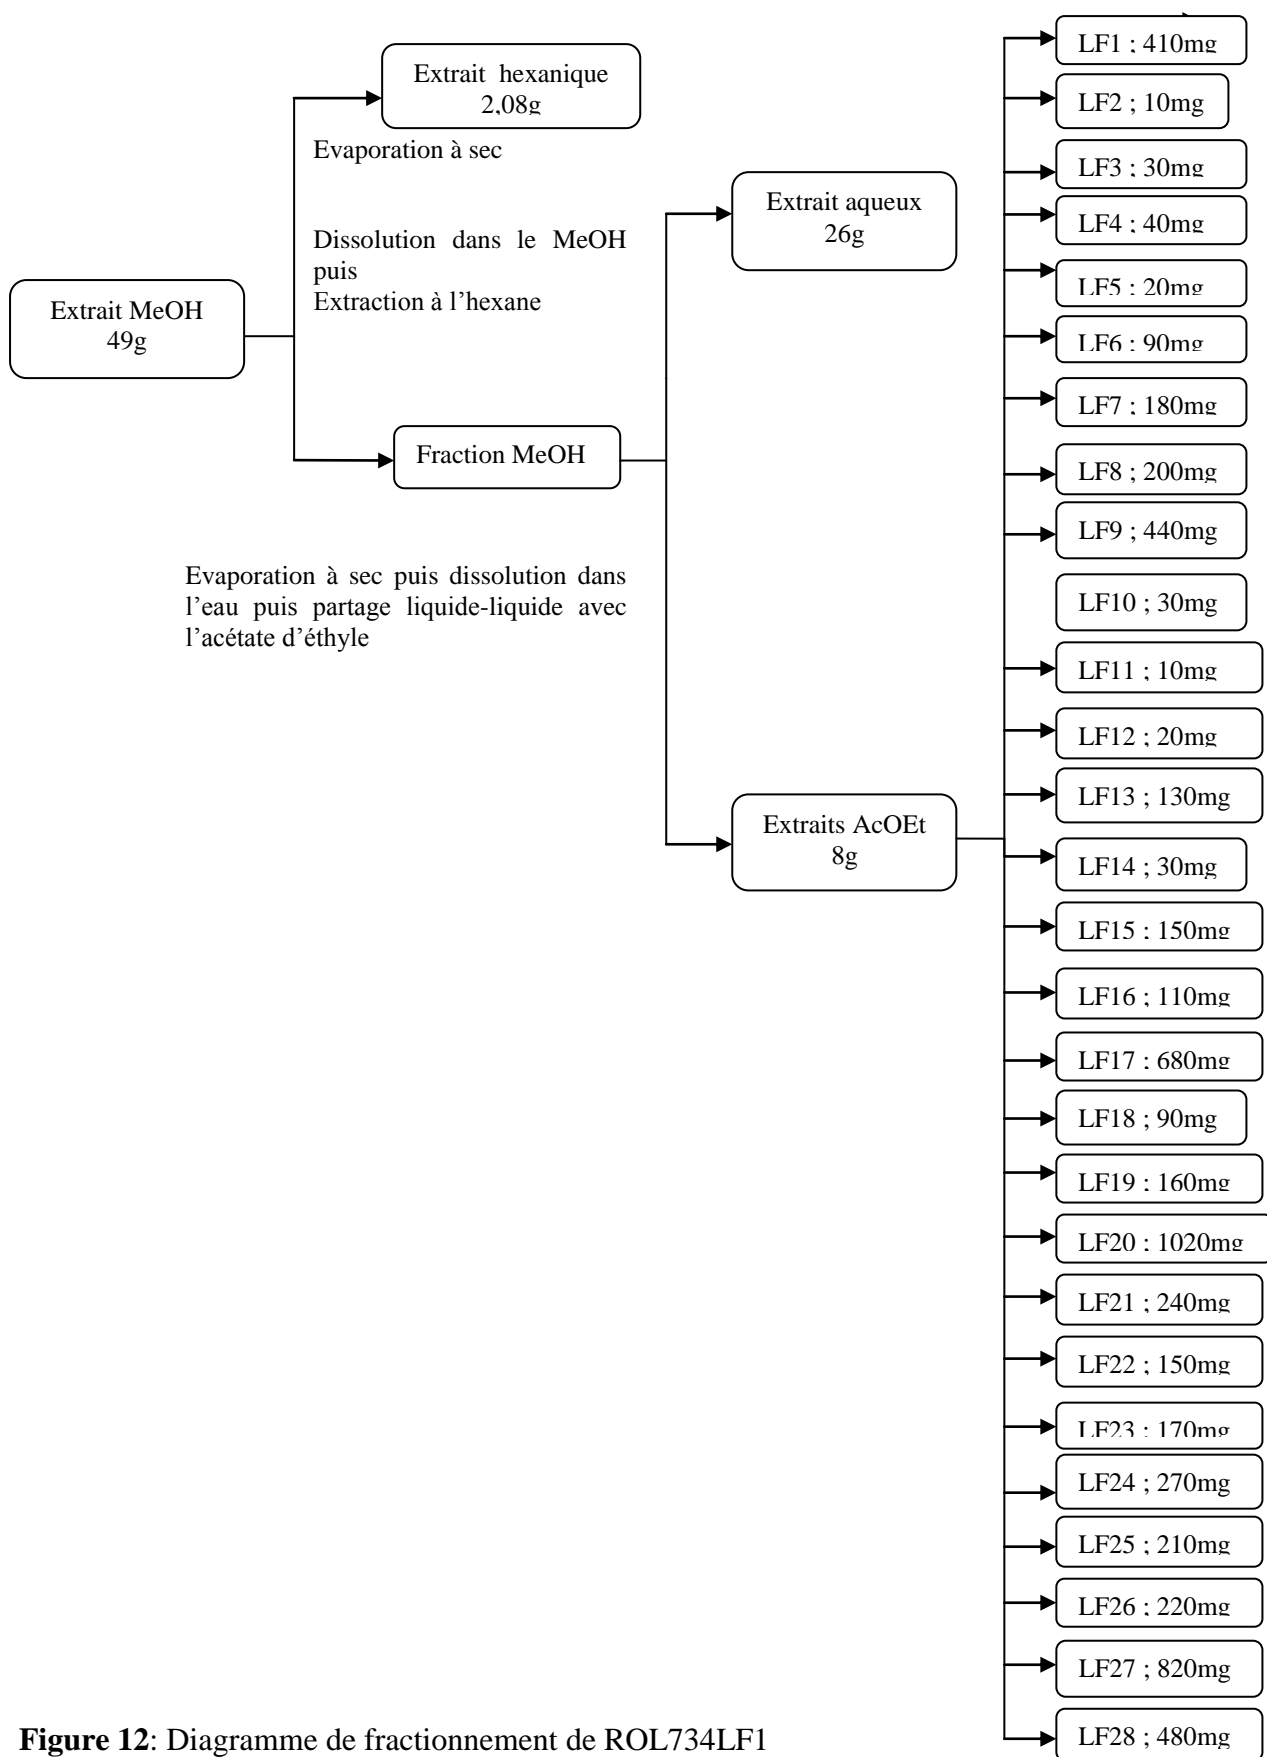 Extrait hexanique
2,08g
Evaporation à sec
Dissolution dans le MeOH
puis
Extraction à l’hexane
Extrait MeOH
49g
Fraction MeOH
Evaporation à sec puis dissolution dans
l’eau puis partage liquide-liquide avec
l’acétate d’éthyle
Extrait aqueux
26g
Extraits AcOEt
8g
LF1 ; 410mg
LF2 ; 10mg
LF3 ; 30mg
LF4 ; 40mg
LF5 ; 20mg
LF6 ; 90mg
LF7 ; 180mg
LF8 ; 200mg
LF9 ; 440mg
LF10 ; 30mg
LF11 ; 10mg
LF12 ; 20mg
LF13 ; 130mg
LF14 ; 30mg
LF15 ; 150mg
LF16 ; 110mg
LF17 ; 680mg
LF18 ; 90mg
LF19 ; 160mg
LF20 ; 1020mg
LF21 ; 240mg
LF22 ; 150mg
LF23 ; 170mg
LF24 ; 270mg
LF25 ; 210mg
LF26 ; 220mg
LF27 ; 820mg
LF28 ; 480mg
Figure 12: Diagramme de fractionnement de ROL734LF1